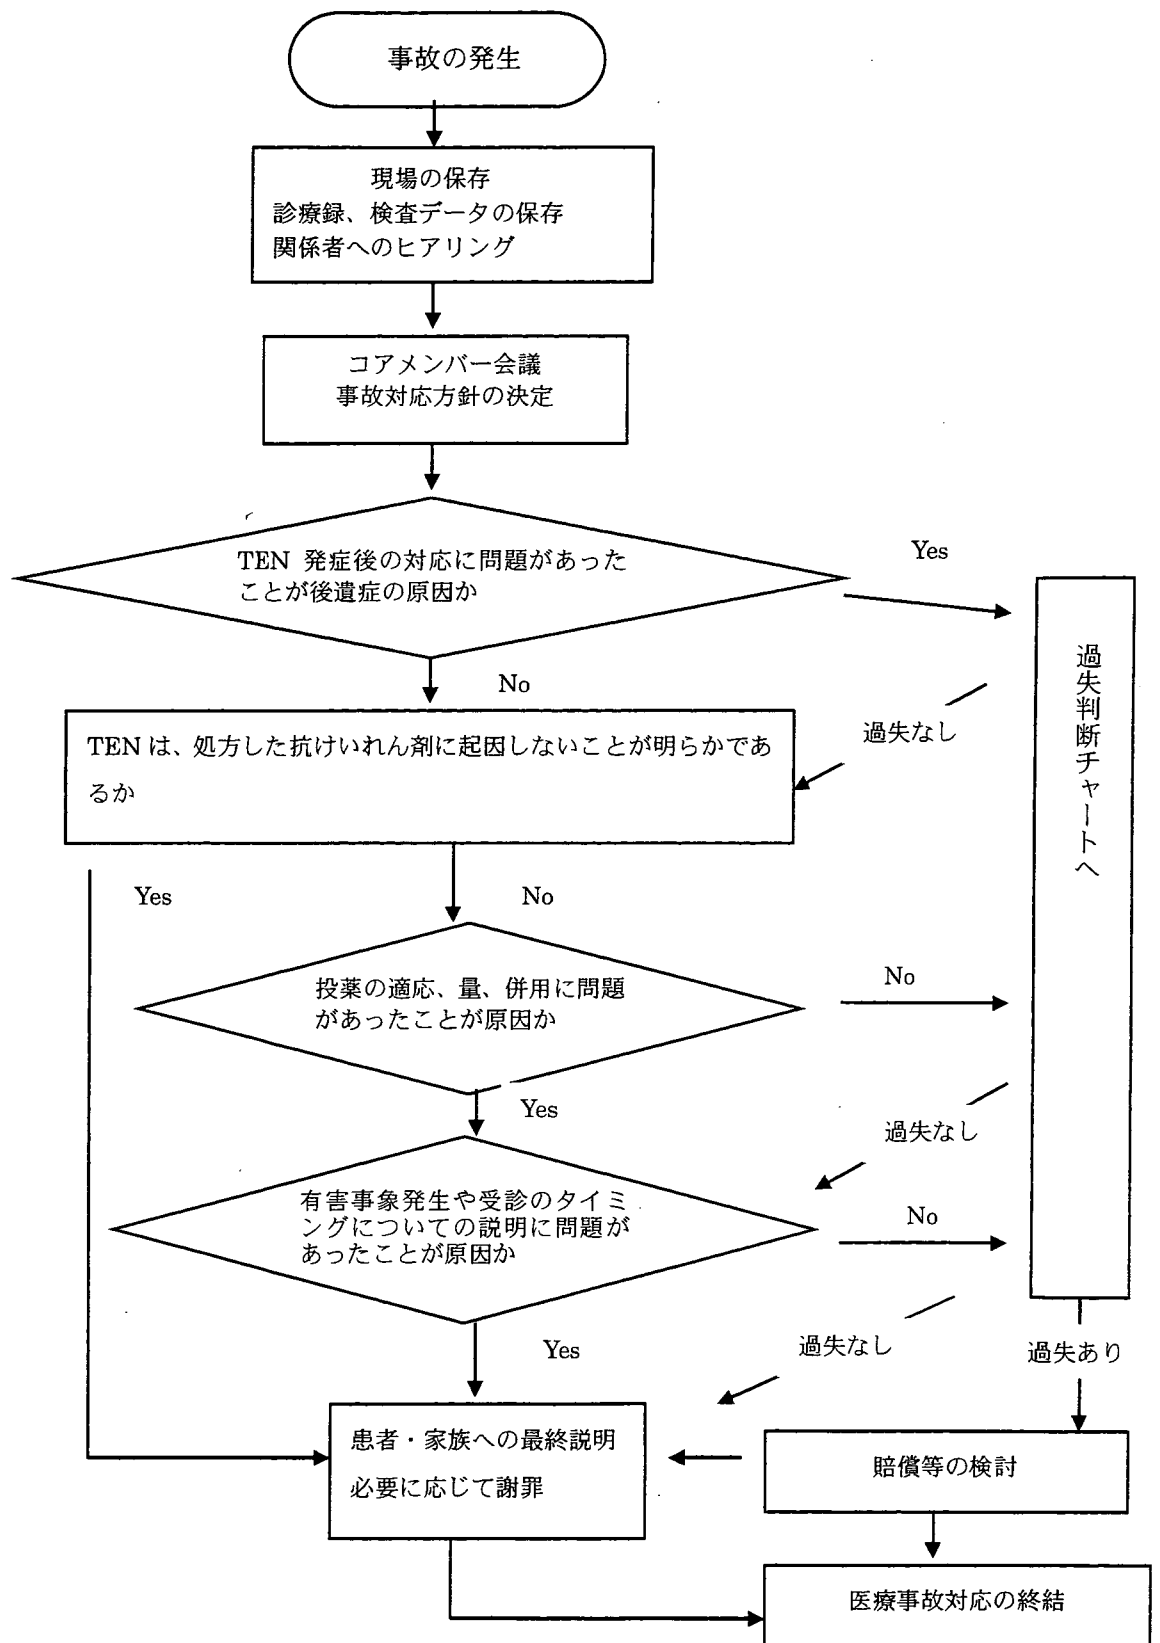 事故の発生
現場の保存
診療録、検査データの保存
関係者へのヒアリング
コアメンバー会議
事故対応方針の決定
TEN 発症後の対応に問題があった
ことが後遺症の原因か
Yes
No
過失判断チャートへ
過失なし
TEN は、処方した抗けいれん剤に起因しないことが明らかであ
るか
Yes
No
投薬の適応、量、併用に問題
があったことが原因か
No
Yes
過失なし
有害事象発生や受診のタイミ
ングについての説明に問題が
あったことが原因か
No
Yes
過失なし
過失あり
患者・家族への最終説明
必要に応じて謝罪
賠償等の検討
医療事故対応の終結